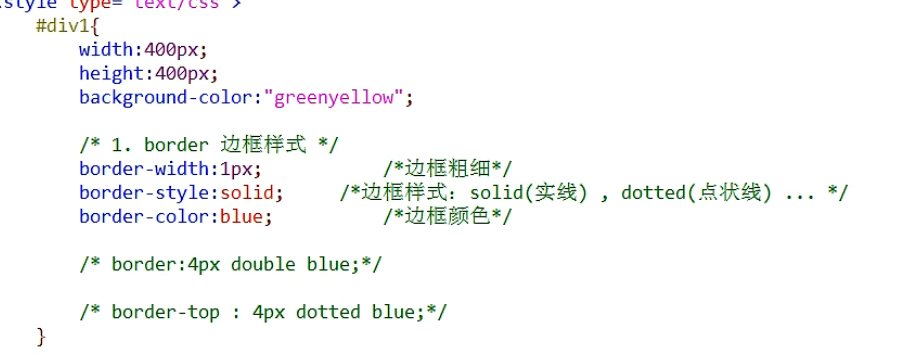 style type="text/css">
#div1{
width:400px;
height:400px;
background-color:"greenyellow";
/* 1. border 边框样式 */
border-width:1px; /*边框粗细*/
border-style:solid; /*边框样式：solid(实线) , dotted(点状线) ... */
border-color:blue; /*边框颜色*/
/* border:4px double blue;*/
/* border-top : 4px dotted blue;*/
}